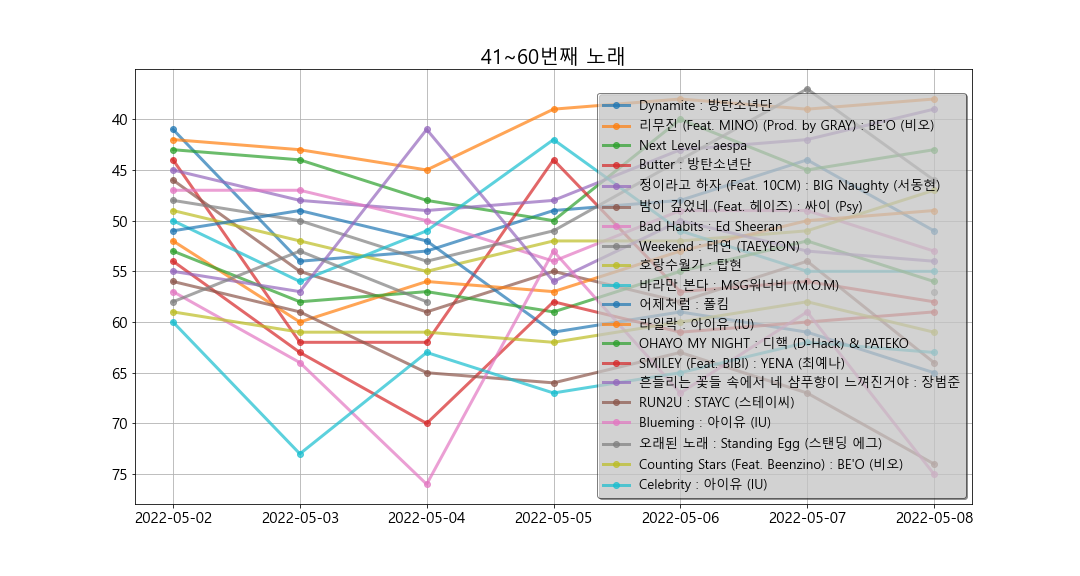 41~60번째 노래
40
45
50
55
60
65
70
75
Dynamite : 방탄소년단
리무진 (Feat. MINO) (Prod. by GRAY) : BE'O (비오)
Next Level : aespa
Butter : 방탄소년단
정이라고 하자 (Feat. 10CM) : BIG Naughty (서동현)
밤이 깊었네 (Feat. 헤이즈) : 싸이 (Psy)
Bad Habits : Ed Sheeran
Weekend : 태연 (TAEYEON)
호랑수월가 : 탑현
바라만 본다 : MSG워너비 (M.O.M)
어제처럼 : 폴킴
라일락 : 아이유 (IU)
OHAYO MY NIGHT : 디핵 (D-Hack) & PATEKO
SMILEY (Feat. BIBI) : YENA (최예나)
흔들리는 꽃들 속에서 네 샴푸향이 느껴진거야 : 장범준
RUN2U : STAYC (스테이씨)
Blueming : 아이유 (IU)
오래된 노래 : Standing Egg (스탠딩 에그)
Counting Stars (Feat. Beenzino) : BE'O (비오)
Celebrity : 아이유 (IU)
2022-05-02 2022-05-03 2022-05-04 2022-05-05 2022-05-06 2022-05-07 2022-05-08